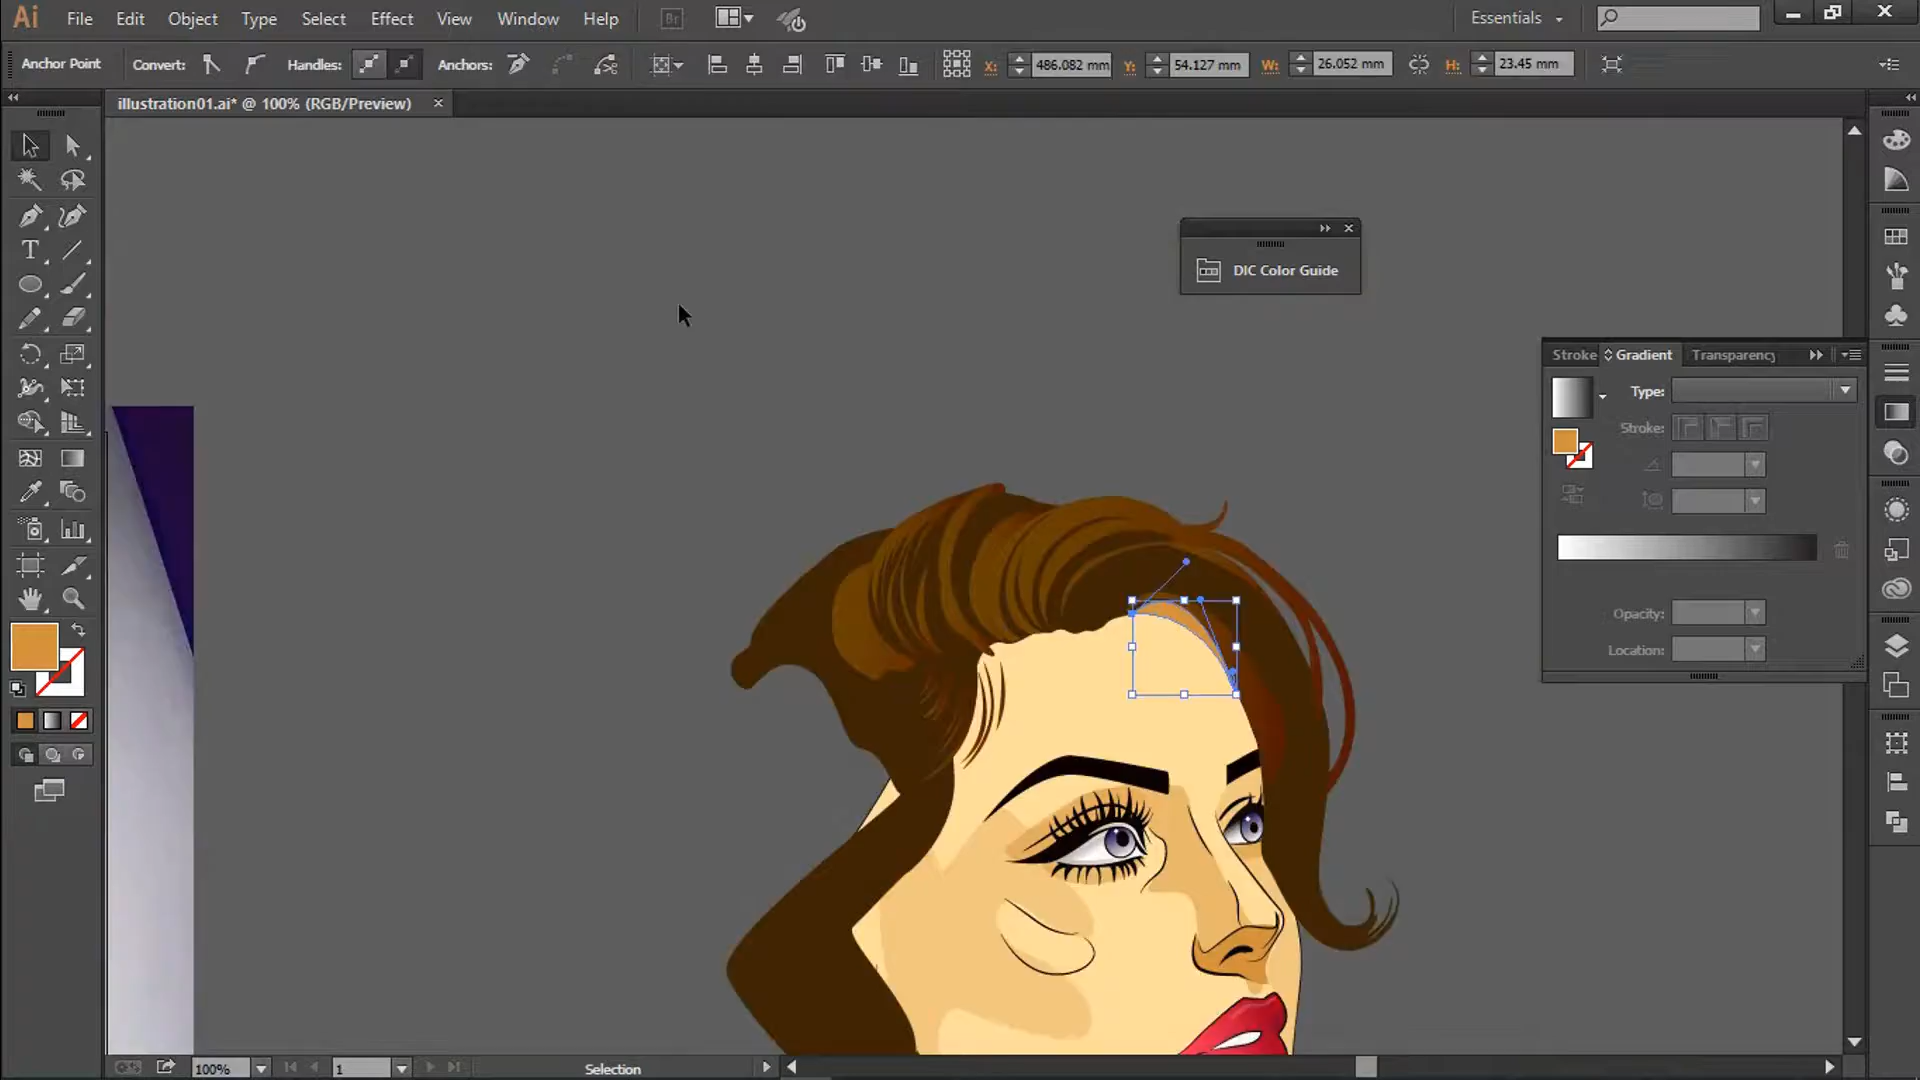 Ai File Edit Object Type Select Effect View Window Help Br Essentials
Anchor Point Convert: Handles: Anchors: X: 486.082 mm Y: 54.127 mm W: 26.052 mm H: 23.45 mm
illustration01.ai* @ 100% (RGB/Preview)
DIC Color Guide
Stroke Gradient Transparency
Type:
Stroke:
Opacity:
Location:
T
100% 1 Selection